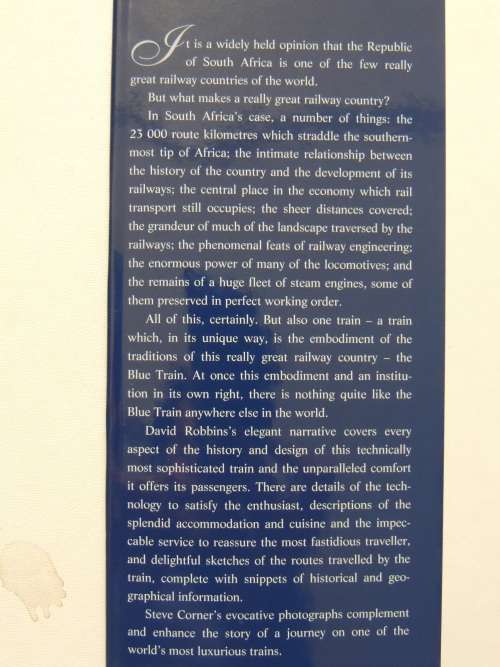 It is a widely held opinion that the Republic
of South Africa is one of the few really
great railway countries of the world.
But what makes a really great railway country?
In South Africa's case, a number of things: the
23 000 route kilometres which straddle the southern-
most tip of Africa; the intimate relationship between
the history of the country and the development of its
railways; the central place in the economy which rail
transport still occupies; the sheer distances covered;
the grandeur of much of the landscape traversed by the
railways; the phenomenal feats of railway engineering;
the enormous power of many of the locomotives; and
the remains of a huge fleet of steam engines, some of
them preserved in perfect working order.
All of this, certainly. But also one train – a train
which, in its unique way, is the embodiment of the
traditions of this really great railway country – the
Blue Train. At once this embodiment and an institu-
tion in its own right, there is nothing quite like the
Blue Train anywhere else in the world.
David Robbins's elegant narrative covers every
aspect of the history and design of this technically
most sophisticated train and the unparalleled comfort
it offers its passengers. There are details of the tech-
nology to satisfy the enthusiast, descriptions of the
splendid accommodation and cuisine and the impec-
cable service to reassure the most fastidious traveller,
and delightful sketches of the routes travelled by the
train, complete with snippets of historical and geo-
graphical information.
Steve Corner's evocative photographs complement
and enhance the story of a journey on one of the
world's most luxurious trains.